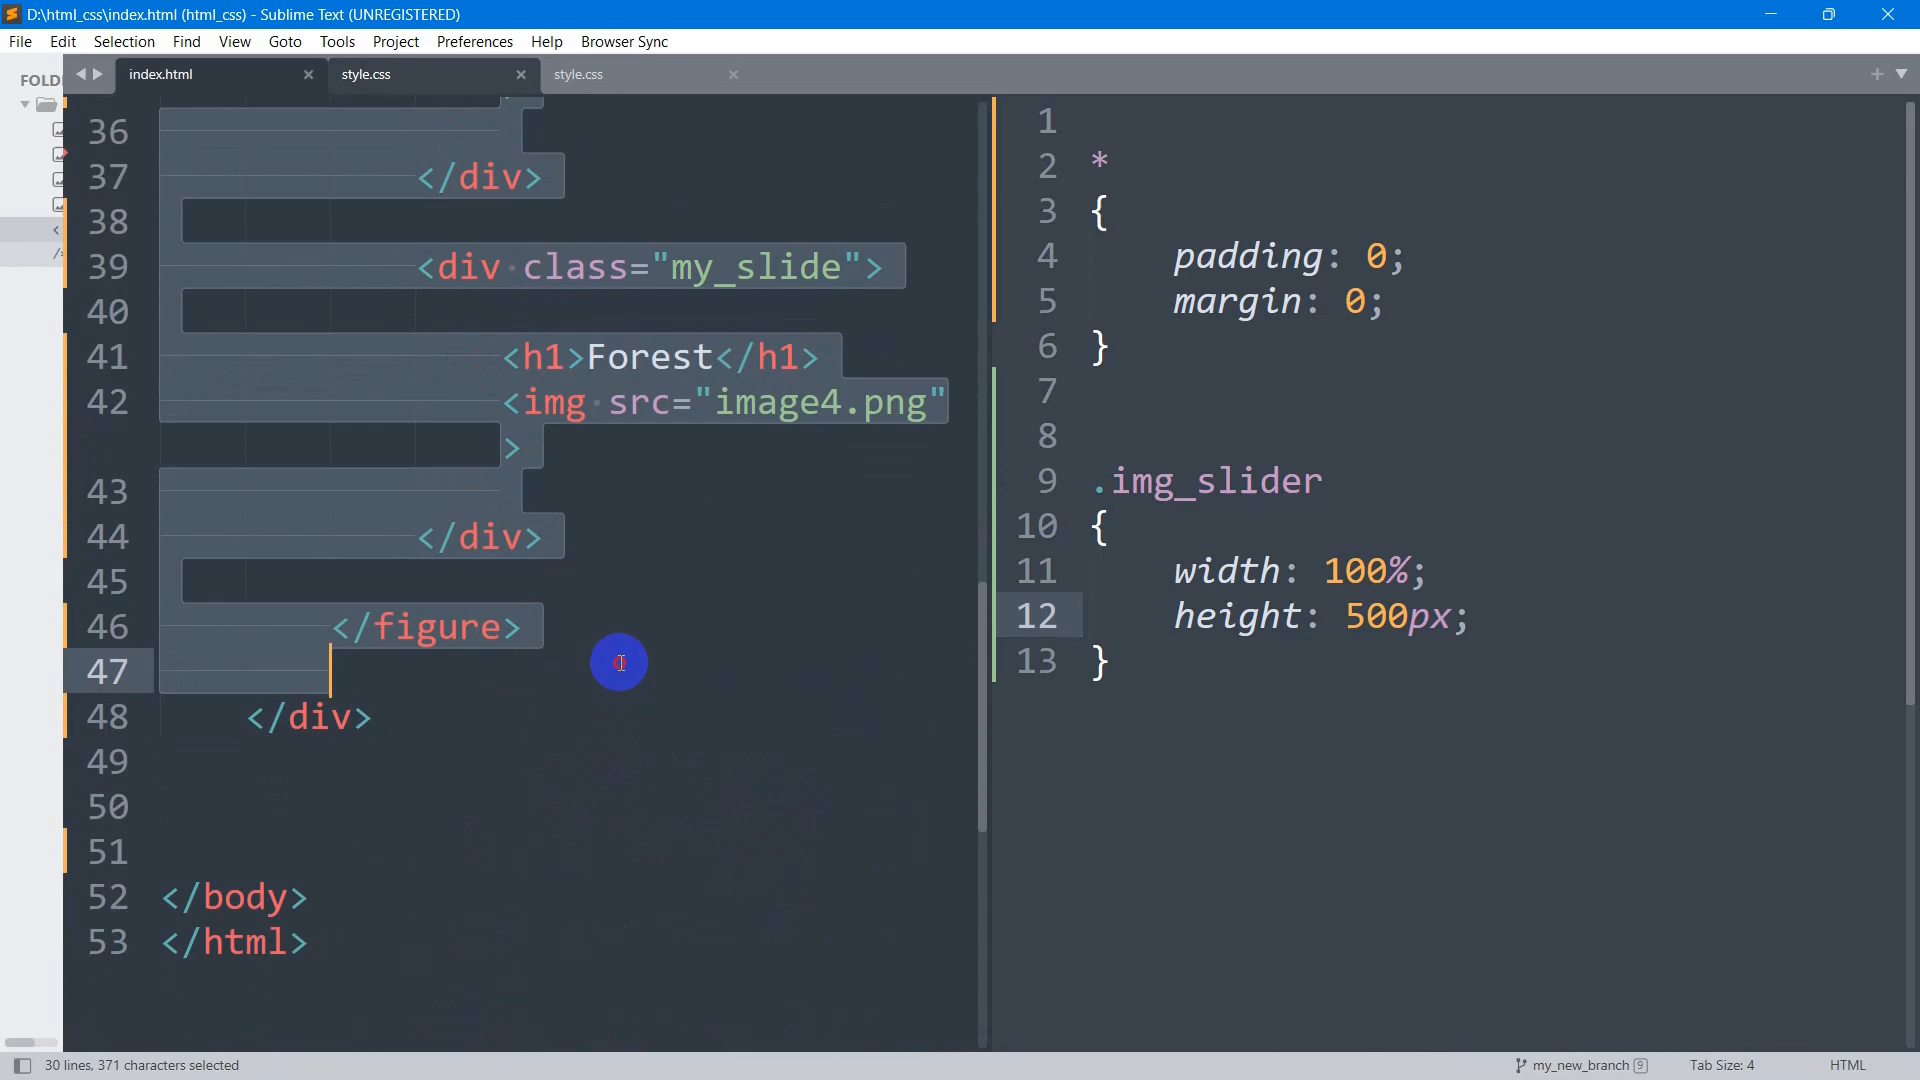 D:\html_css\index.html (html_css) - Sublime Text (UNREGISTERED)
File Edit Selection Find View Goto Tools Project Preferences Help Browser Sync
index.html
style.css
style.css
36
37 </div>
38
39 <div class="my_slide">
40
41 <h1>Forest</h1>
42 <img src="image4.png"
>
43
44 </div>
45
46 </figure>
47
48 </div>
49
50
51
52 </body>
53 </html>
1
2 *
3 {
4 padding: 0;
5 margin: 0;
6 }
7
8
9 .img_slider
10 {
11 width: 100%;
12 height: 500px;
13 }
30 lines, 371 characters selected
my_new_branch 9
Tab Size: 4
HTML